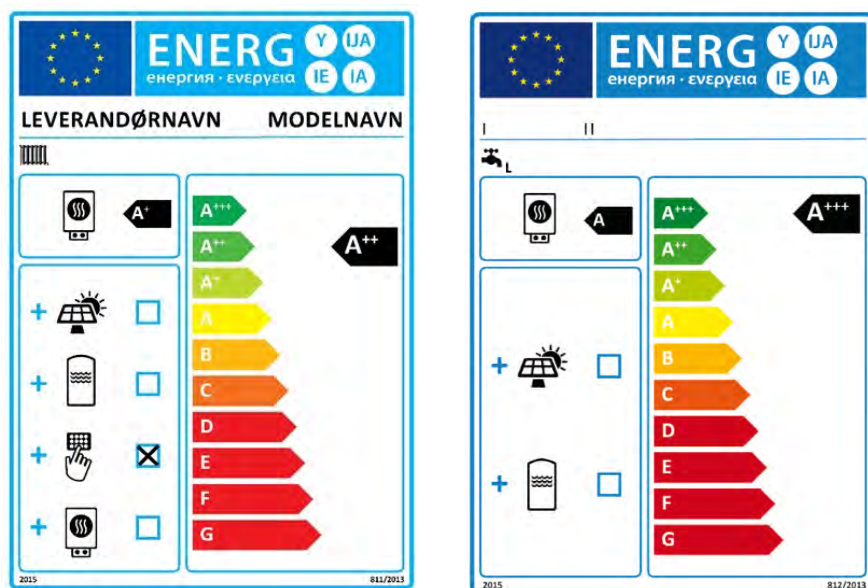 ENERG Y IJA
енергия · ενεργεια IE IA
LEVERANDØRNAVN MODELNAVN
A+
A+++
A++
A++
A+
A
B
C
D
E
F
G
+
+
+
+
2015 811/2013
ENERG Y IJA
енергия · ενεργεια IE IA
I II
L
A
A+++
A+++
A++
A+
A
B
C
D
E
F
G
+
+
2015 812/2013